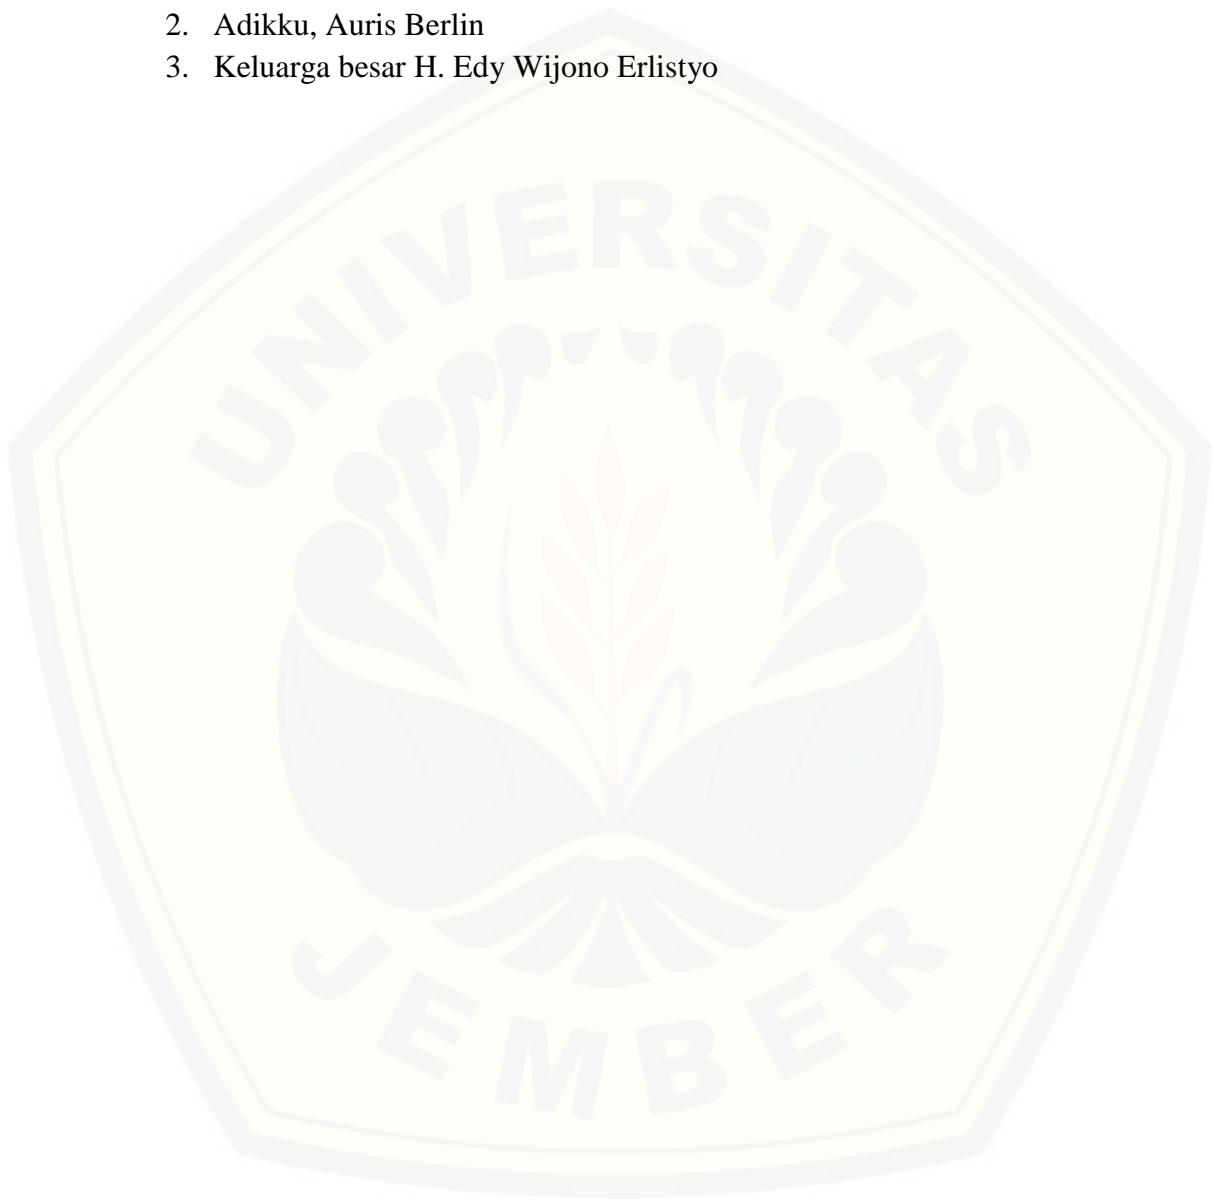 2. Adikku, Auris Berlin
3. Keluarga besar H. Edy Wijono Erlistyo
UNIVERSITAS
JEMBER